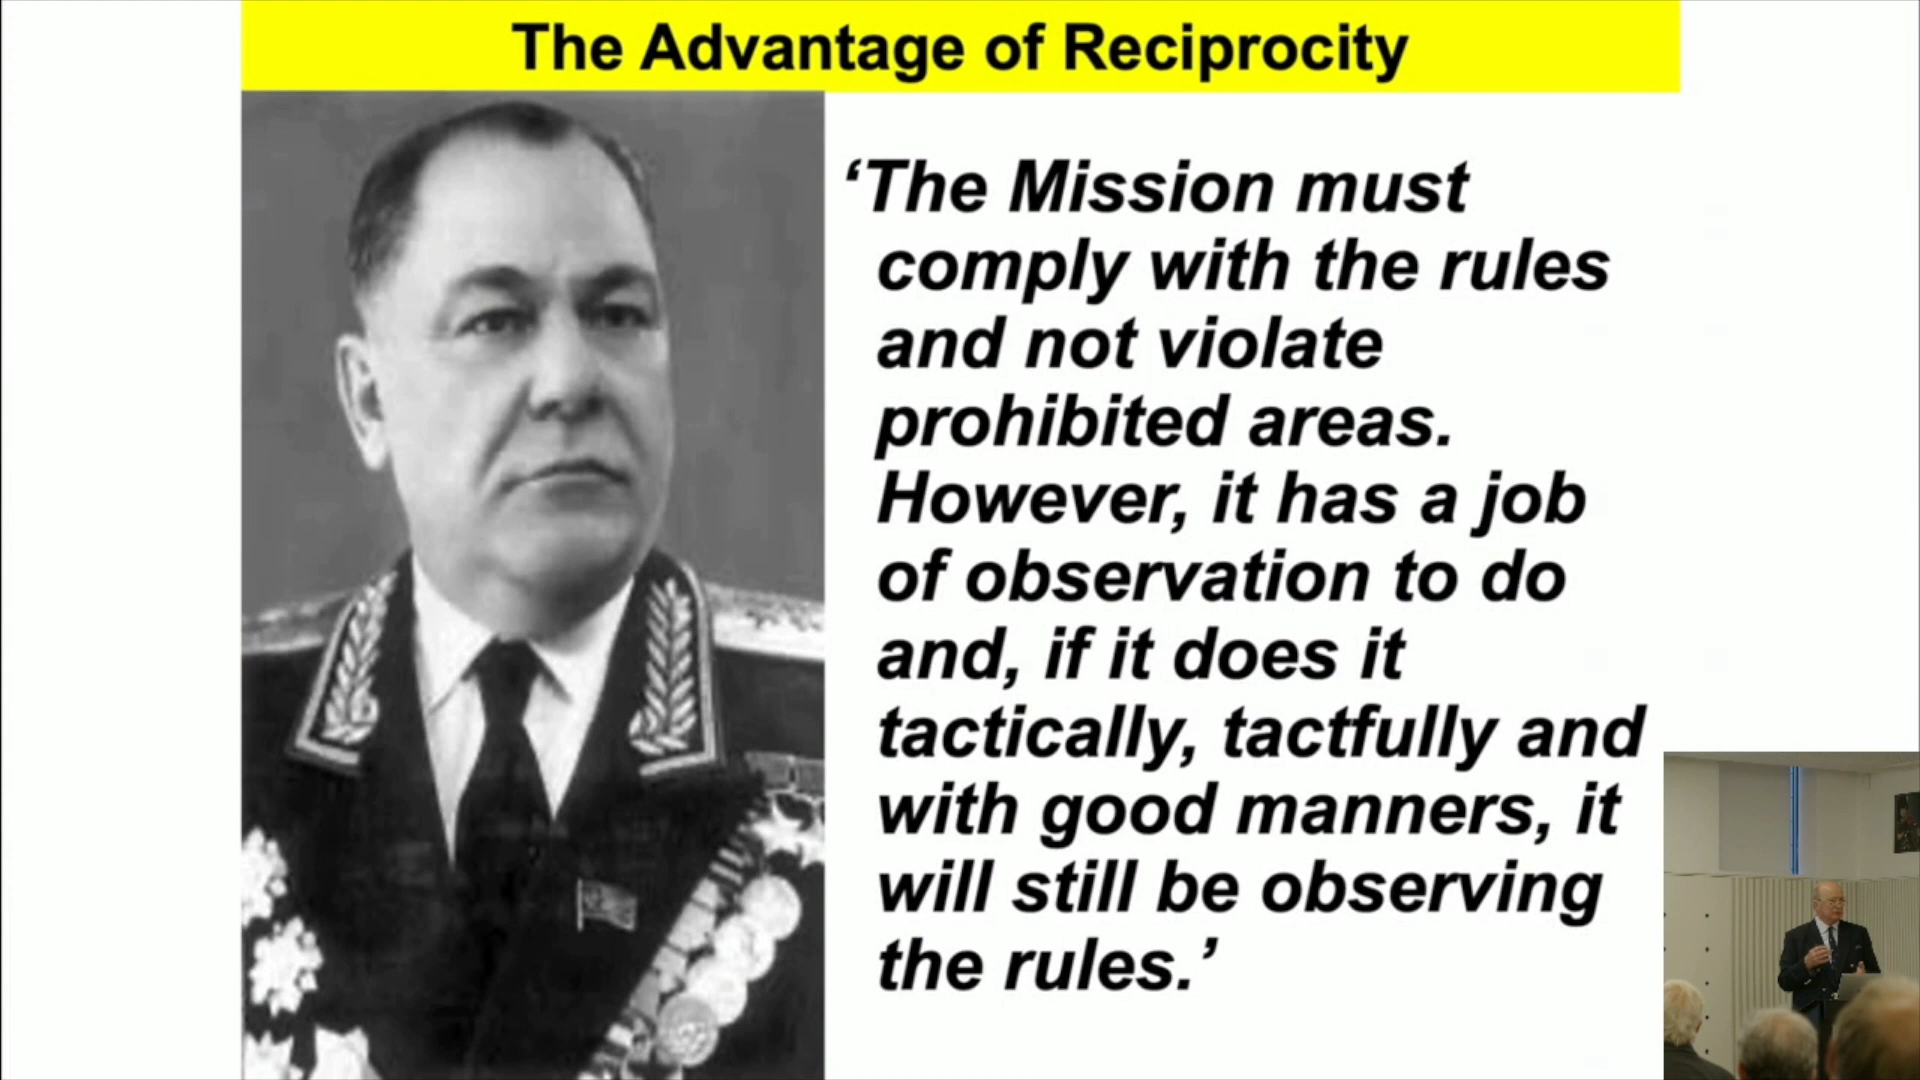 The Advantage of Reciprocity
‘The Mission must
comply with the rules
and not violate
prohibited areas.
However, it has a job
of observation to do
and, if it does it
tactically, tactfully and
with good manners, it
will still be observing
the rules.’